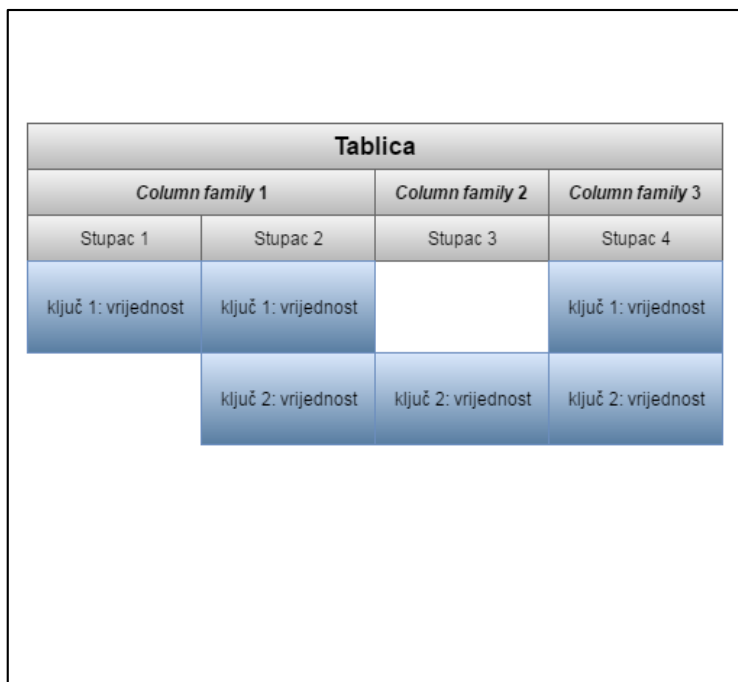 Tablica
Column family 1 Column family 2 Column family 3
Stupac 1 Stupac 2 Stupac 3 Stupac 4
ključ 1: vrijednost ključ 1: vrijednost ključ 1: vrijednost
ključ 2: vrijednost ključ 2: vrijednost ključ 2: vrijednost